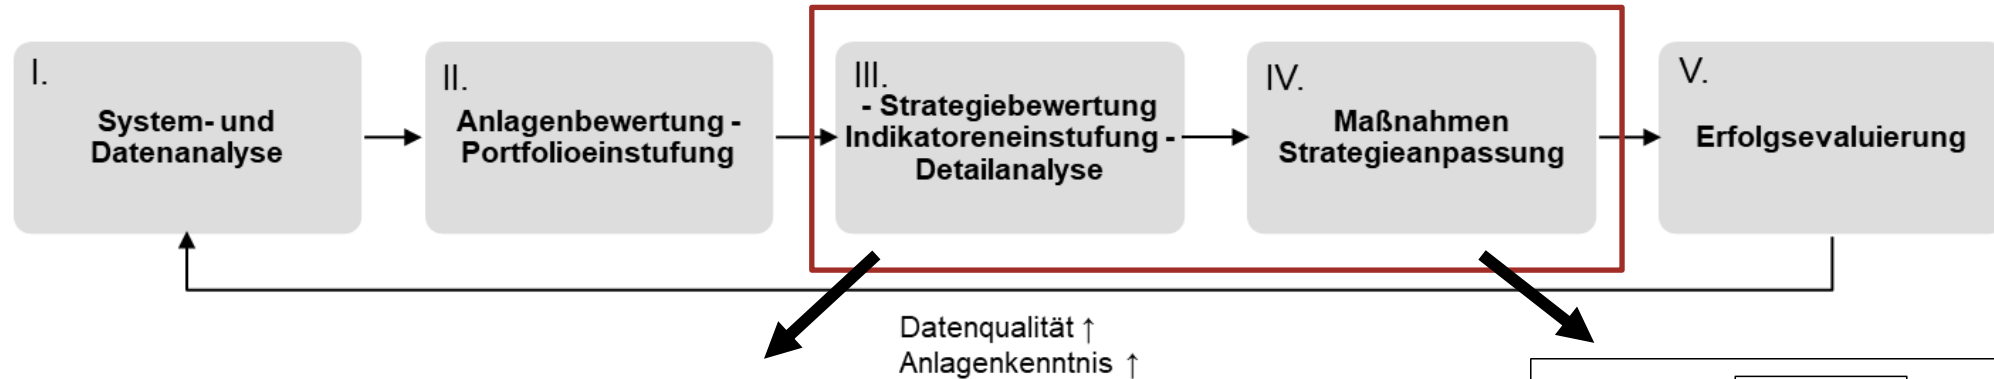 I.
System- und
Datenanalyse
II.
Anlagenbewertung -
Portfolioeinstufung
III.
- Strategiebewertung
Indikatoreneinstufung -
Detailanalyse
IV.
Maßnahmen
Strategieanpassung
V.
Erfolgsevaluierung
Datenqualität ↑
Anlagenkenntnis ↑